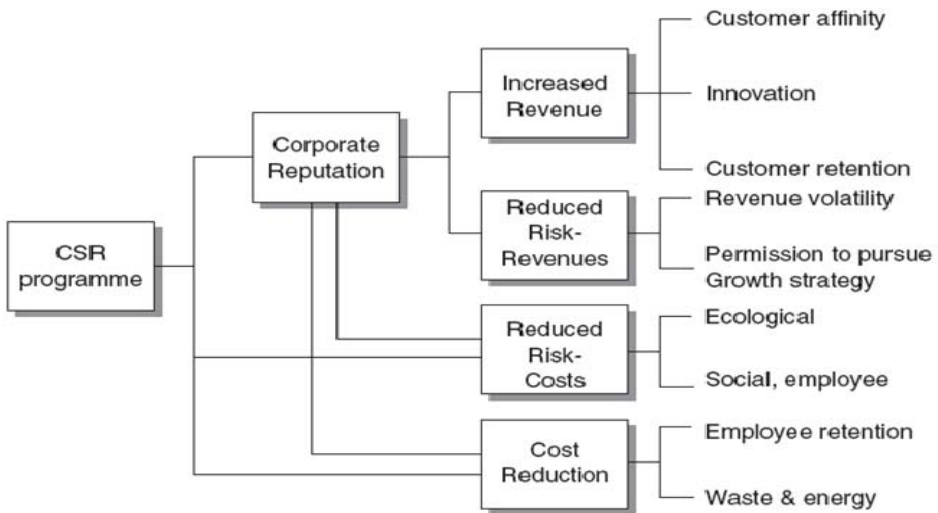 CSR
programme
Corporate
Reputation
Increased
Revenue
Customer affinity
Innovation
Customer retention
Reduced
Risk-
Revenues
Revenue volatility
Permission to pursue
Growth strategy
Reduced
Risk-
Costs
Ecological
Social, employee
Cost
Reduction
Employee retention
Waste & energy